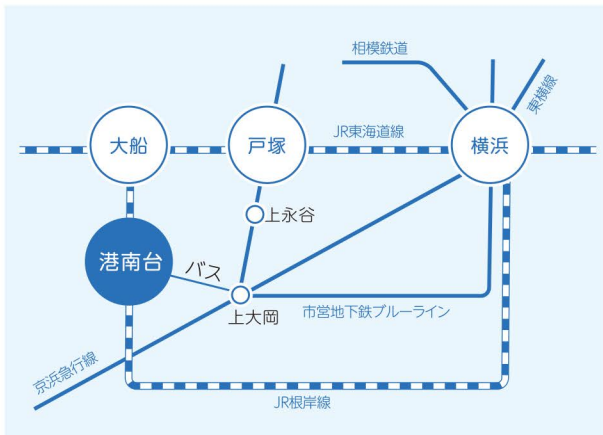 相模鉄道
東横線
大船
戸塚
JR東海道線
横浜
上永谷
港南台
バス
上大岡
市営地下鉄ブルーライン
京浜急行線
JR根岸線